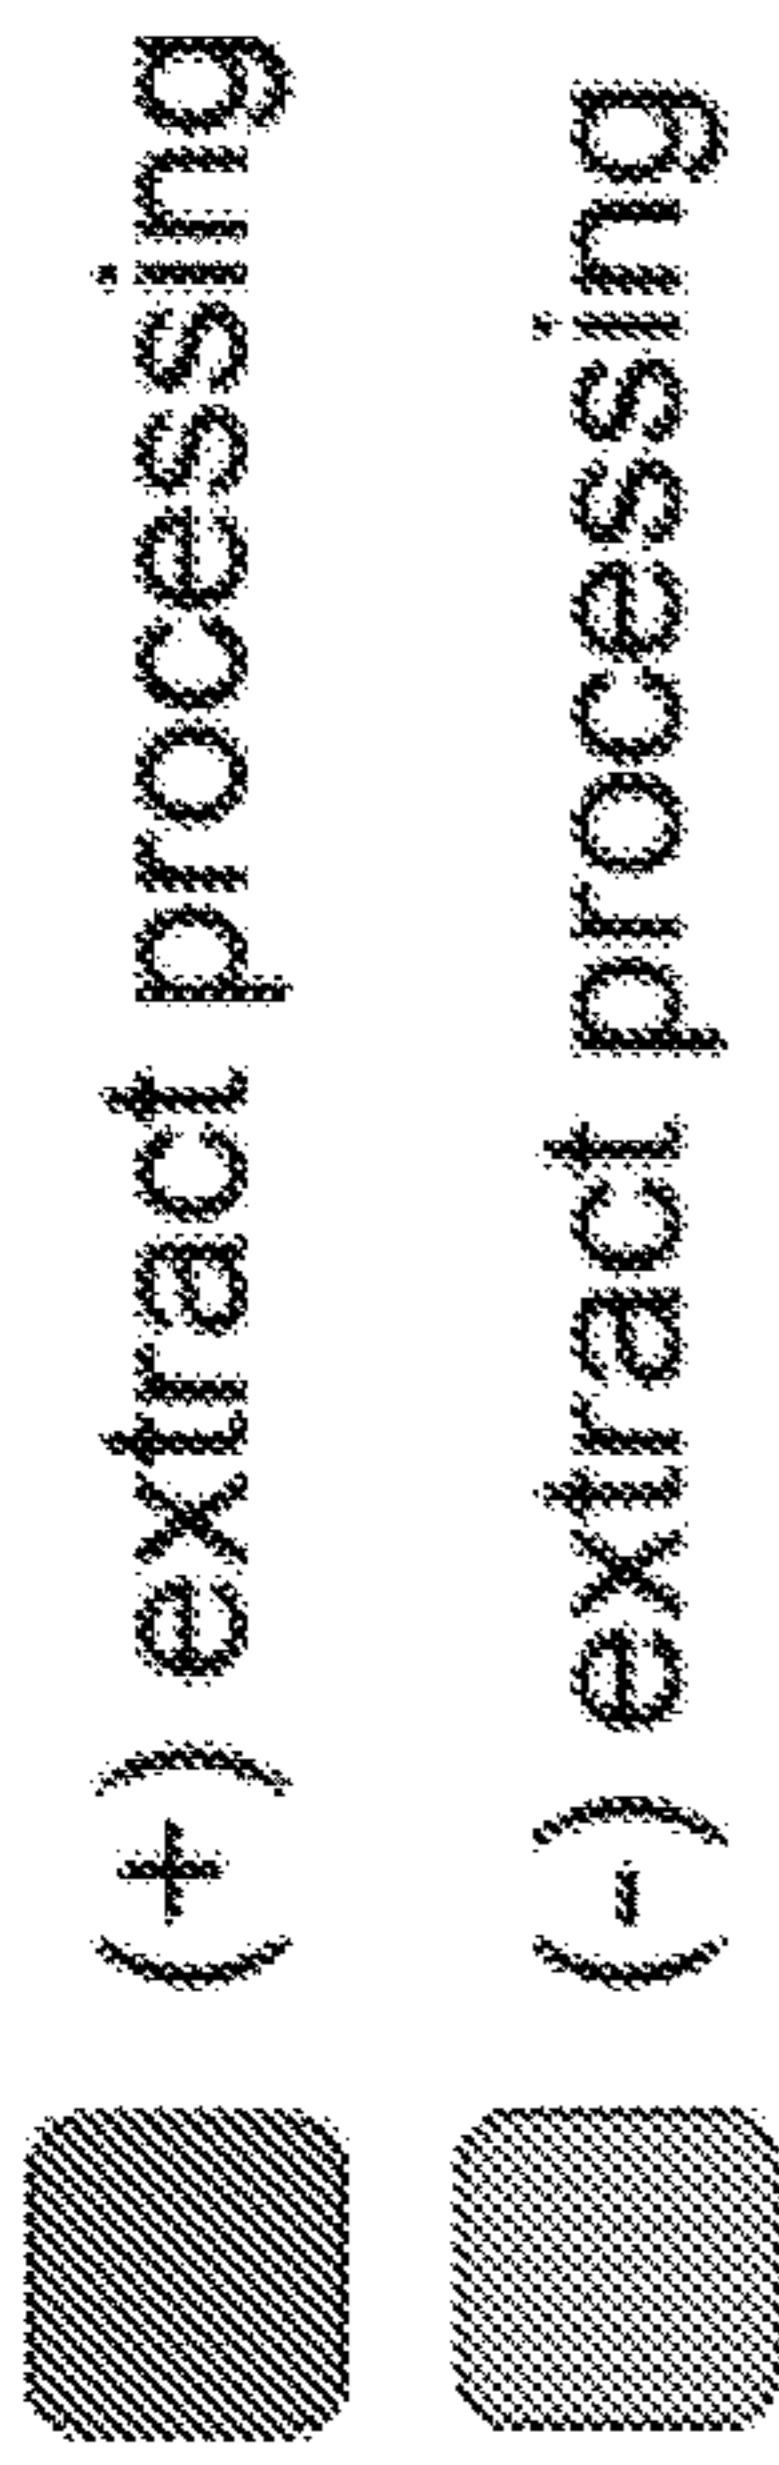 (+) extract processing
(-) extract processing